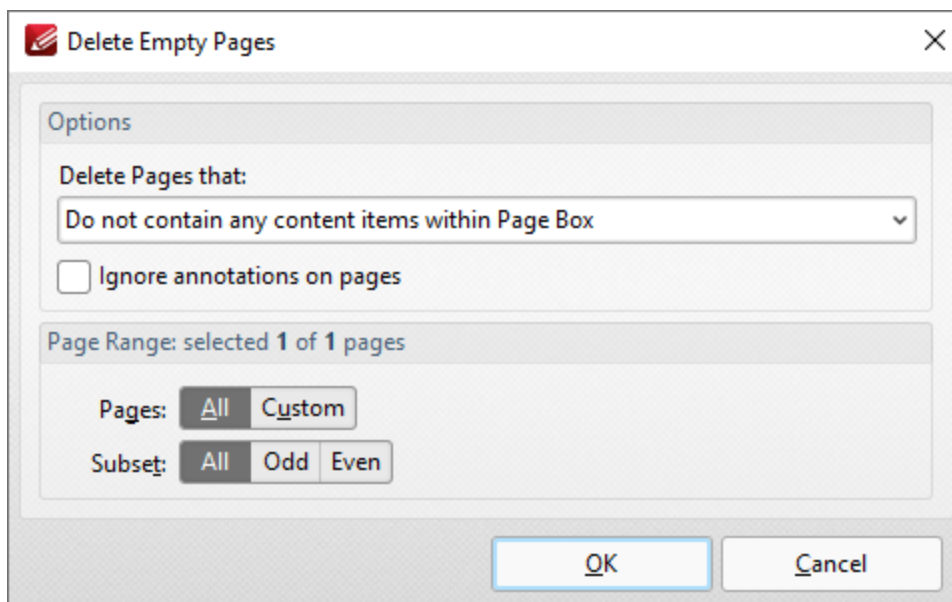 Delete Empty Pages
Options
Delete Pages that:
Do not contain any content items within Page Box
Ignore annotations on pages
Page Range: selected 1 of 1 pages
Pages: All Custom
Subset: All Odd Even
OK Cancel